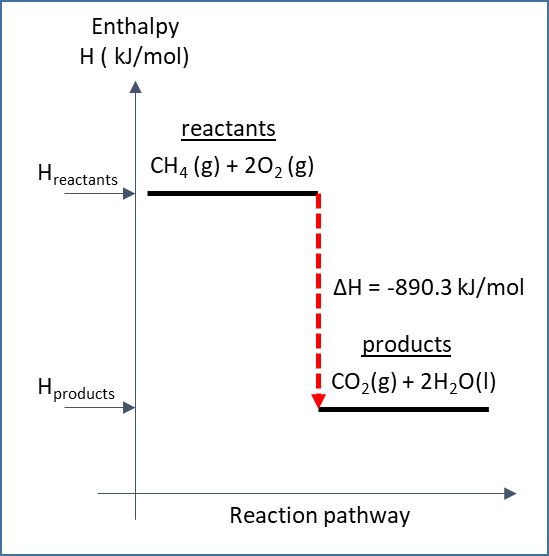 Enthalpy
H ( kJ/mol)
reactants
CH₄ (g) + 2O₂ (g)
Hreactants
ΔH = -890.3 kJ/mol
products
CO₂(g) + 2H₂O(l)
Hproducts
Reaction pathway